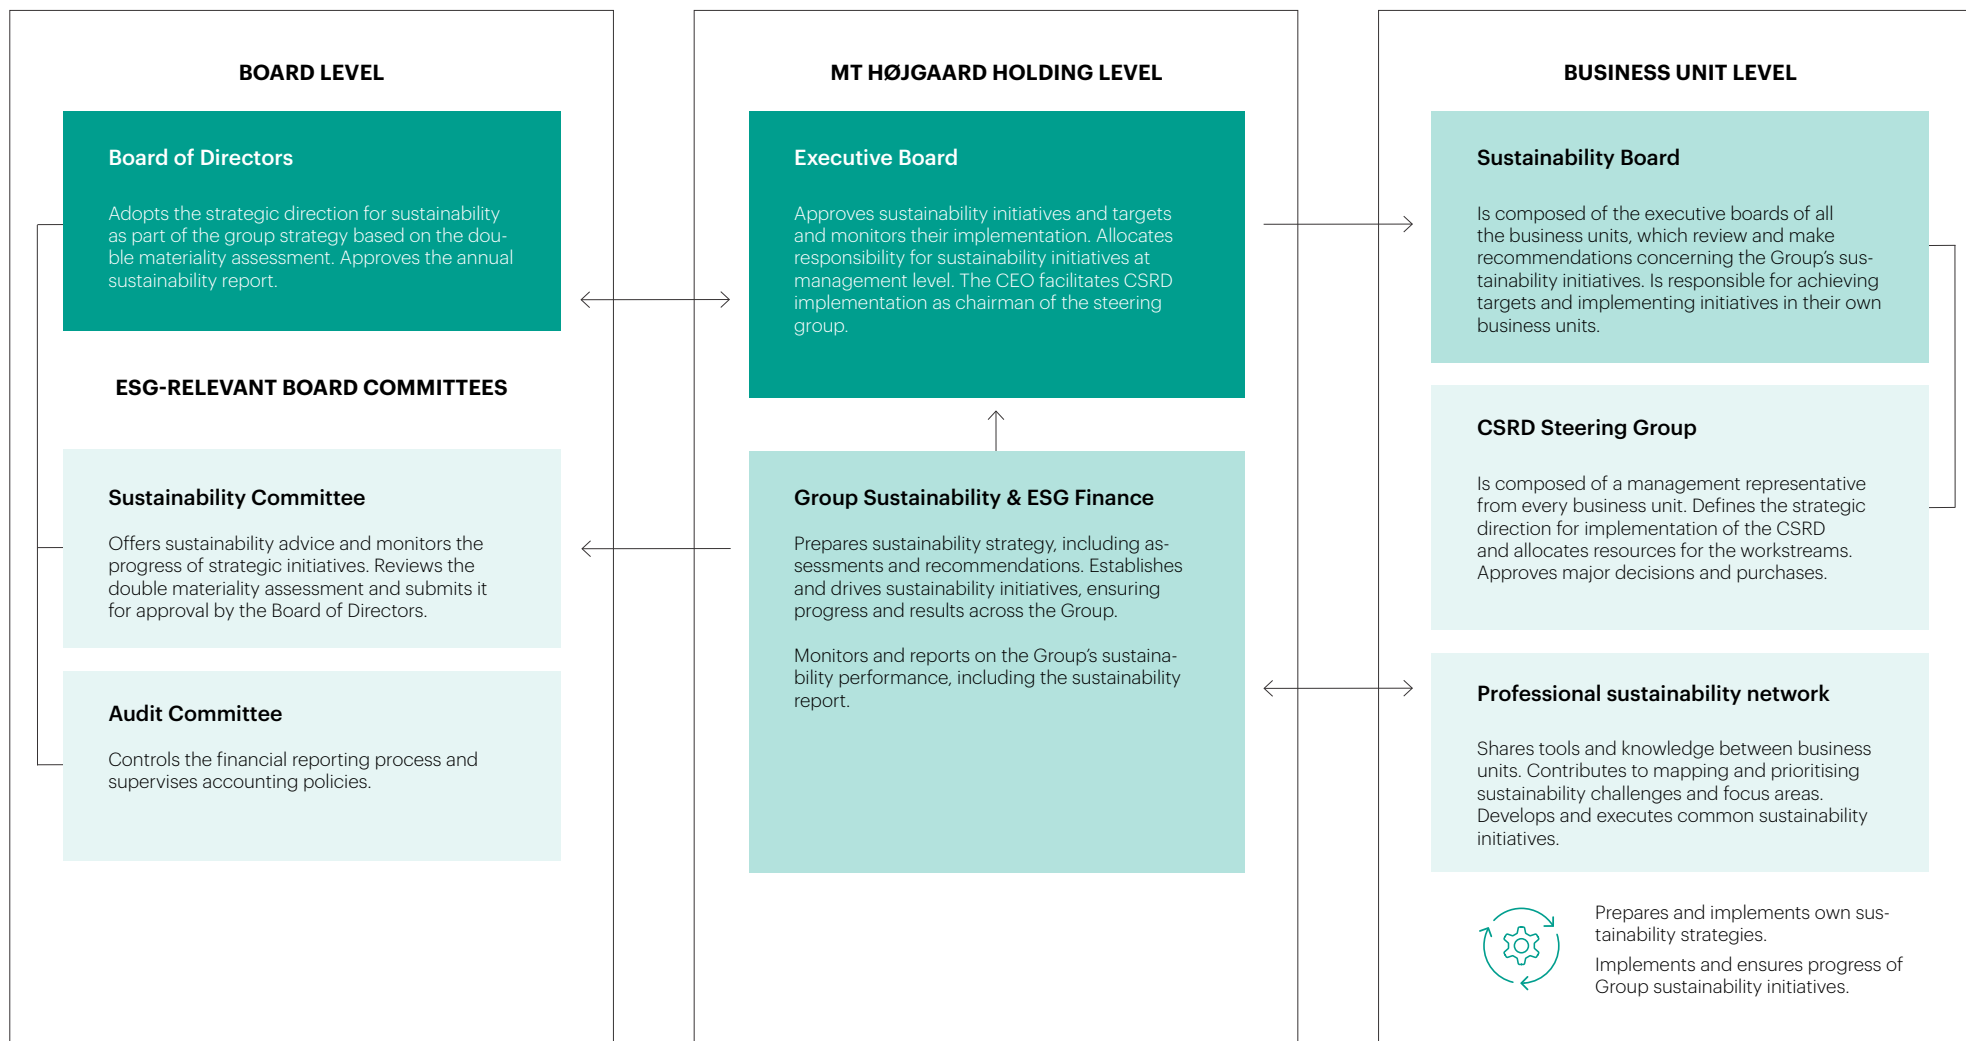 BOARD LEVEL
Board of Directors
Adopts the strategic direction for sustainability
as part of the group strategy based on the dou-
ble materiality assessment. Approves the annual
sustainability report.
ESG-RELEVANT BOARD COMMITTEES
Sustainability Committee
Offers sustainability advice and monitors the
progress of strategic initiatives. Reviews the
double materiality assessment and submits it
for approval by the Board of Directors.
Audit Committee
Controls the financial reporting process and
supervises accounting policies.
MT HØJGAARD HOLDING LEVEL
Executive Board
Approves sustainability initiatives and targets
and monitors their implementation. Allocates
responsibility for sustainability initiatives at
management level. The CEO facilitates CSRD
implementation as chairman of the steering
group.
Group Sustainability & ESG Finance
Prepares sustainability strategy, including as-
sessments and recommendations. Establishes
and drives sustainability initiatives, ensuring
progress and results across the Group.
Monitors and reports on the Group’s sustaina-
bility performance, including the sustainability
report.
BUSINESS UNIT LEVEL
Sustainability Board
Is composed of the executive boards of all
the business units, which review and make
recommendations concerning the Group’s sus-
tainability initiatives. Is responsible for achieving
targets and implementing initiatives in their own
business units.
CSRD Steering Group
Is composed of a management representative
from every business unit. Defines the strategic
direction for implementation of the CSRD
and allocates resources for the workstreams.
Approves major decisions and purchases.
Professional sustainability network
Shares tools and knowledge between business
units. Contributes to mapping and prioritising
sustainability challenges and focus areas.
Develops and executes common sustainability
initiatives.
Prepares and implements own sus-
tainability strategies.
Implements and ensures progress of
Group sustainability initiatives.